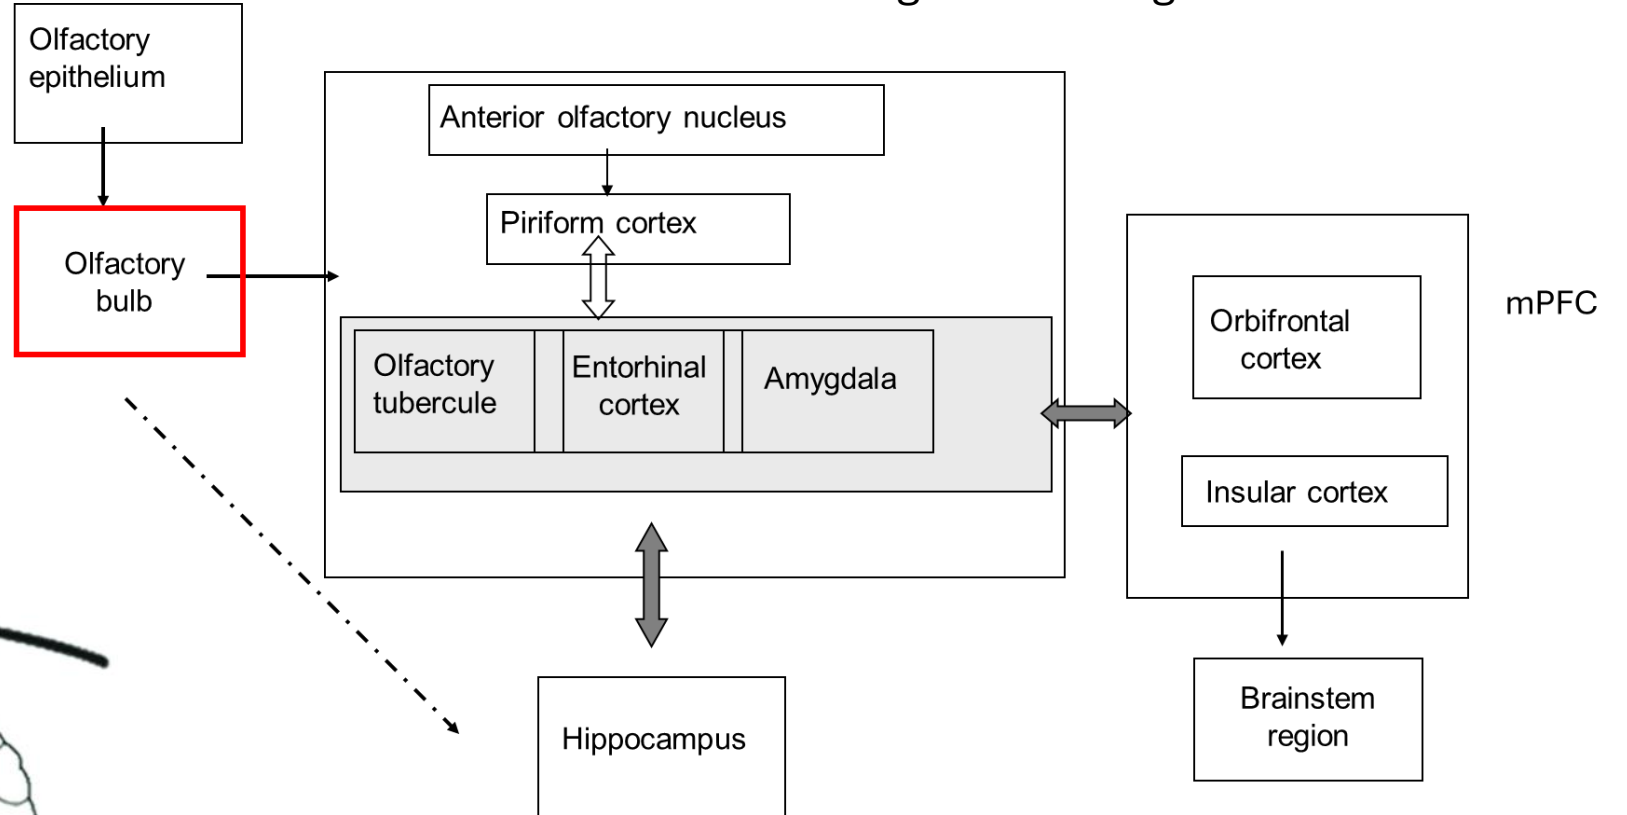 Olfactory
epithelium
Anterior olfactory nucleus
Piriform cortex
Olfactory
bulb
Olfactory
tubercule
Entorhinal
cortex
Amygdala
Orbifrontal
cortex
mPFC
Insular cortex
Hippocampus
Brainstem
region